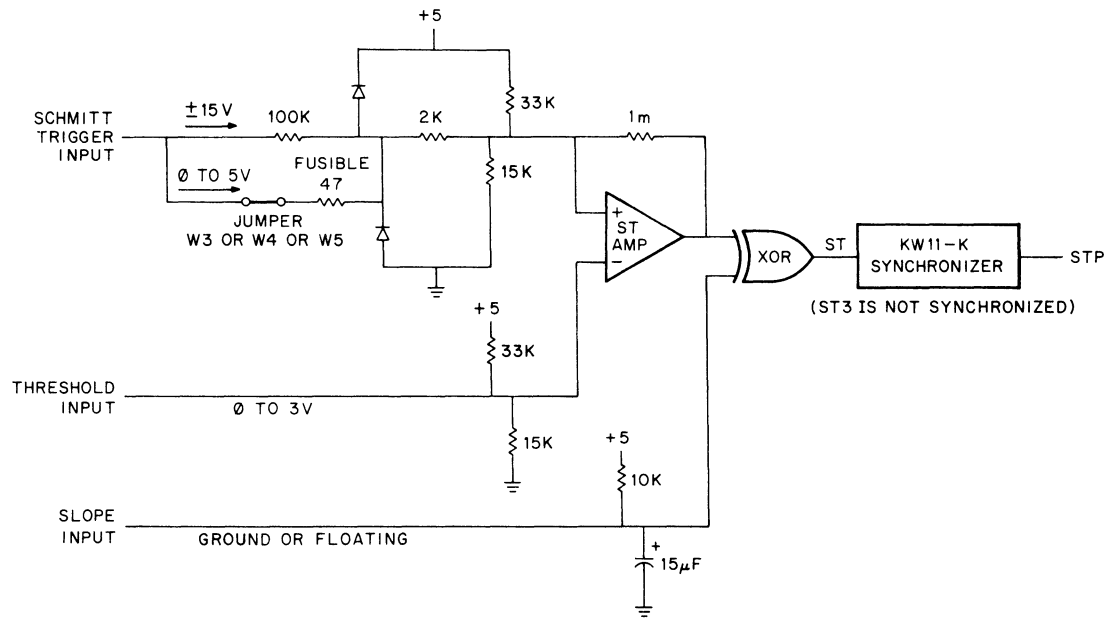 +5
SCHMITT
TRIGGER
INPUT
±15V
100K
2K
33K
1m
Ø TO 5V
FUSIBLE
47
15K
JUMPER
W3 OR W4 OR W5
+
ST
AMP
−
XOR
ST
KW11-K
SYNCHRONIZER
STP
(ST3 IS NOT SYNCHRONIZED)
+5
33K
THRESHOLD
INPUT
Ø TO 3V
15K
+5
10K
SLOPE
INPUT
GROUND OR FLOATING
+
15µF